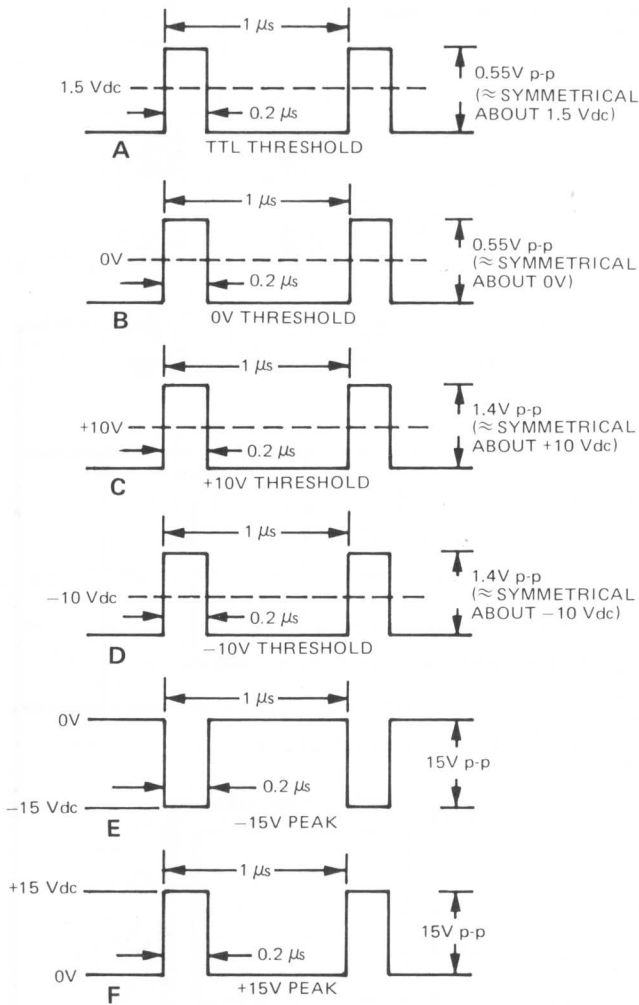 1 μs
1.5 Vdc
0.2 μs
0.55V p-p
(≈SYMMETRICAL
ABOUT 1.5 Vdc)
A
TTL THRESHOLD
1 μs
0V
0.2 μs
0.55V p-p
(≈SYMMETRICAL
ABOUT 0V)
B
0V THRESHOLD
1 μs
+10V
0.2 μs
1.4V p-p
(≈SYMMETRICAL
ABOUT +10 Vdc)
C
+10V THRESHOLD
1 μs
−10 Vdc
0.2 μs
1.4V p-p
(≈SYMMETRICAL
ABOUT −10 Vdc)
D
−10V THRESHOLD
1 μs
0V
15V p-p
0.2 μs
−15 Vdc
E
−15V PEAK
1 μs
+15 Vdc
15V p-p
0.2 μs
0V
F
+15V PEAK